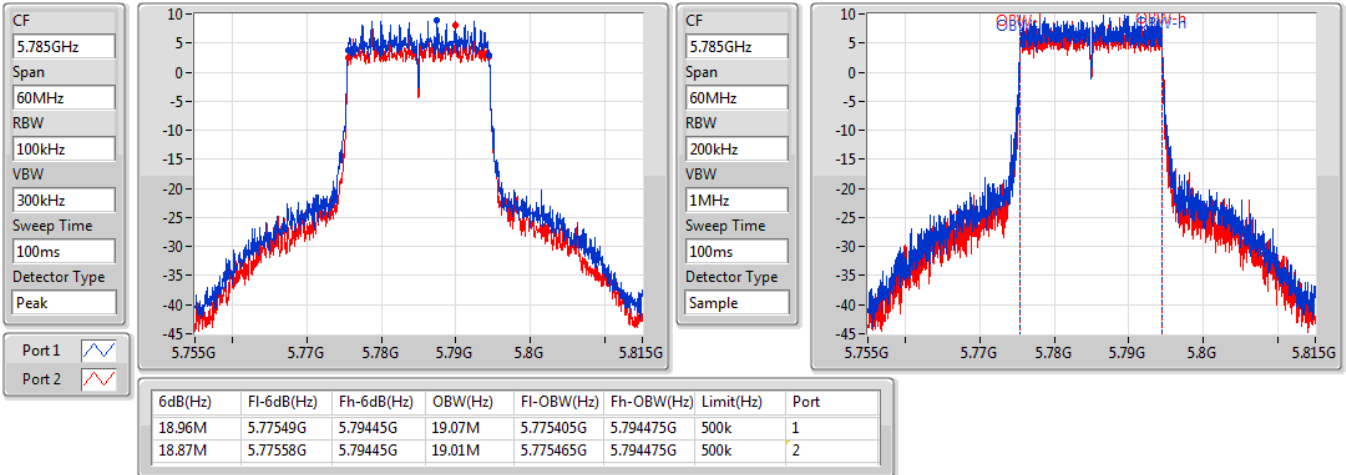 CF
5.785GHz
Span
60MHz
RBW
100kHz
VBW
300kHz
Sweep Time
100ms
Detector Type
Peak
Port 1
Port 2
10
5
0
-5
-10
-15
-20
-25
-30
-35
-40
-45
5.755G 5.77G 5.78G 5.79G 5.8G 5.815G
CF
5.785GHz
Span
60MHz
RBW
200kHz
VBW
1MHz
Sweep Time
100ms
Detector Type
Sample
10
5
0
-5
-10
-15
-20
-25
-30
-35
-40
-45
OBW-h
5.755G 5.77G 5.78G 5.79G 5.8G 5.815G
6dB(Hz) Fl-6dB(Hz) Fh-6dB(Hz) OBW(Hz) Fl-OBW(Hz) Fh-OBW(Hz) Limit(Hz) Port
18.96M 5.77549G 5.79445G 19.07M 5.775405G 5.794475G 500k 1
18.87M 5.77558G 5.79445G 19.01M 5.775465G 5.794475G 500k 2